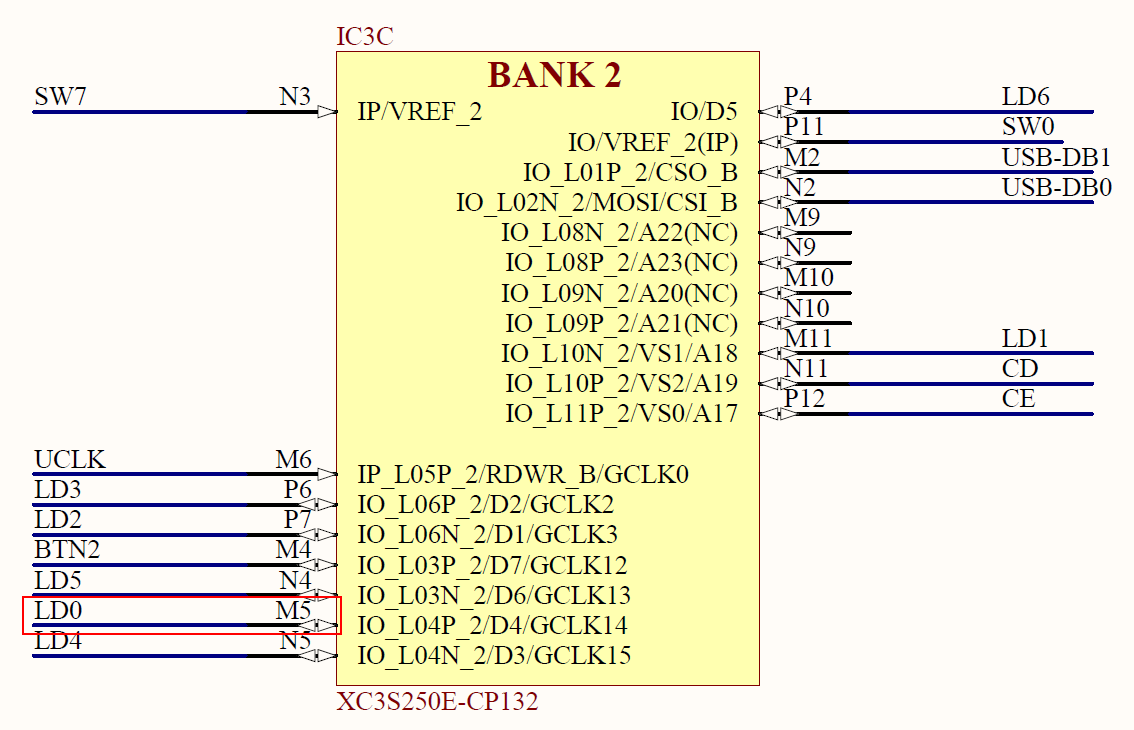 IC3C
BANK 2
SW7 N3 IP/VREF_2 IO/D5 P4 LD6
IO/VREF_2(IP) P11 SW0
IO_L01P_2/CSO_B M2 USB-DB1
IO_L02N_2/MOSI/CSI_B N2 USB-DB0
IO_L08N_2/A22(NC) M9
IO_L08P_2/A23(NC) N9
IO_L09N_2/A20(NC) M10
IO_L09P_2/A21(NC) N10
IO_L10N_2/VS1/A18 M11 LD1
IO_L10P_2/VS2/A19 N11 CD
IO_L11P_2/VS0/A17 P12 CE
UCLK M6 IP_L05P_2/RDWR_B/GCLK0
LD3 P6 IO_L06P_2/D2/GCLK2
LD2 P7 IO_L06N_2/D1/GCLK3
BTN2 M4 IO_L03P_2/D7/GCLK12
LD5 N4 IO_L03N_2/D6/GCLK13
LD0 M5 IO_L04P_2/D4/GCLK14
LD4 N5 IO_L04N_2/D3/GCLK15
XC3S250E-CP132